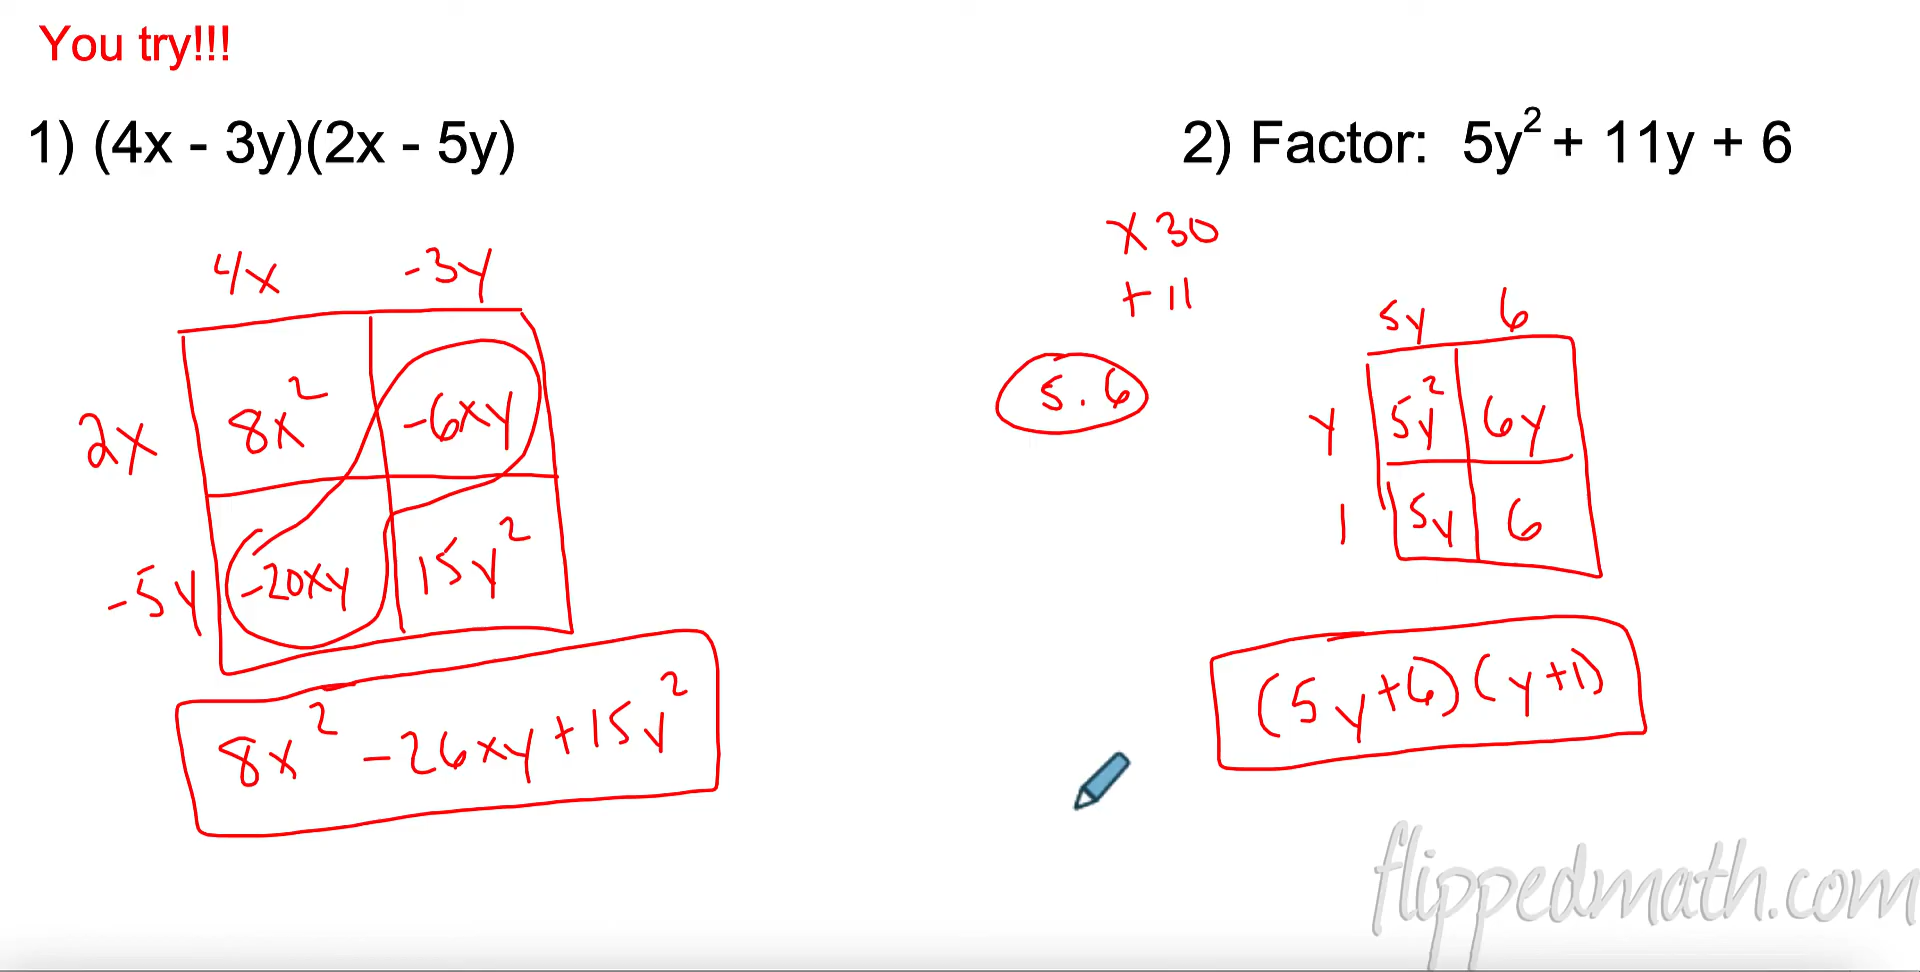 You try!!!
1) (4x - 3y)(2x - 5y)
4x -3y
2x 8x² -6xy
-5y -20xy 15y²
8x² -26xy + 15y²
2) Factor: 5y² + 11y + 6
x 30
+ 11
5 . 6
5y 6
y 5y² 6y
1 5y 6
(5y+6)(y+1)
flippedmath.com